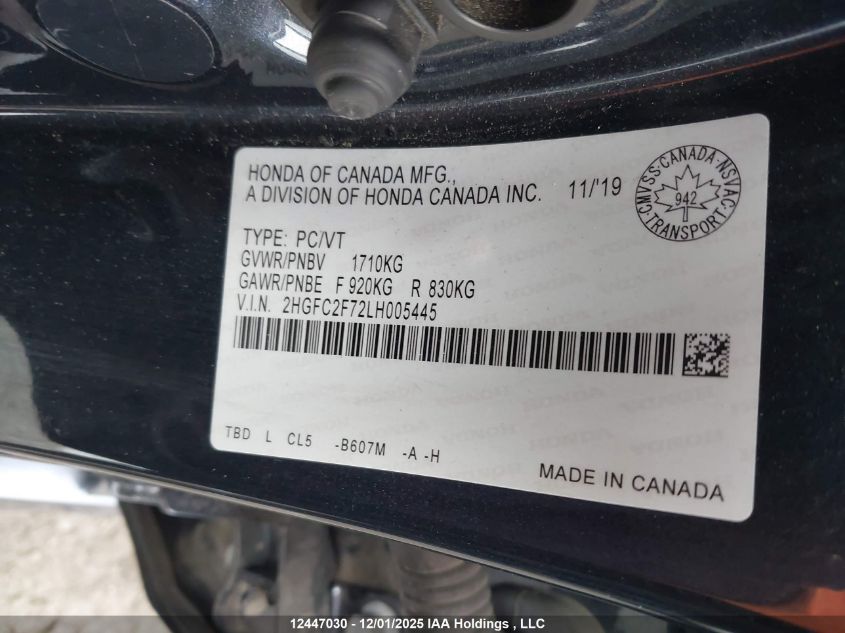 HONDA OF CANADA MFG.,
A DIVISION OF HONDA CANADA INC. 11/'19
CMVSS·CANADA·NSVAC
942
TRANSPORT
TYPE: PC/VT
GVWR/PNBV 1710KG
GAWR/PNBE F 920KG R 830KG
V.I.N. 2HGFC2F72LH005445
TBD L CL5 -B607M -A -H
MADE IN CANADA
12447030 - 12/01/2025 IAA Holdings , LLC